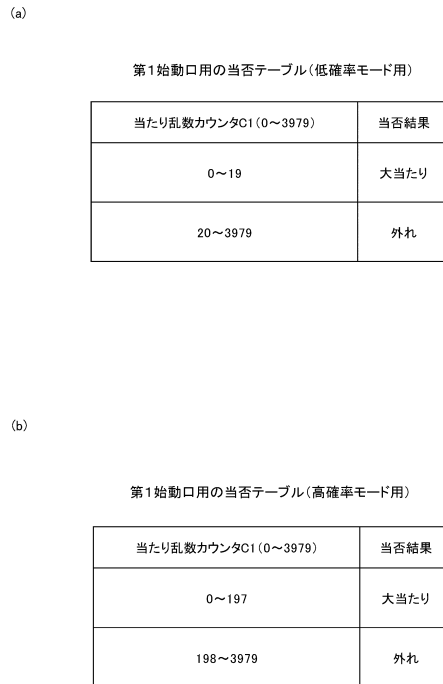 (a)
第1始動口用の当否テーブル(低確率モード用)
当たり乱数カウンタC1(0～3979) 当否結果
0～19 大当たり
20～3979 外れ
(b)
第1始動口用の当否テーブル(高確率モード用)
当たり乱数カウンタC1(0～3979) 当否結果
0～197 大当たり
198～3979 外れ